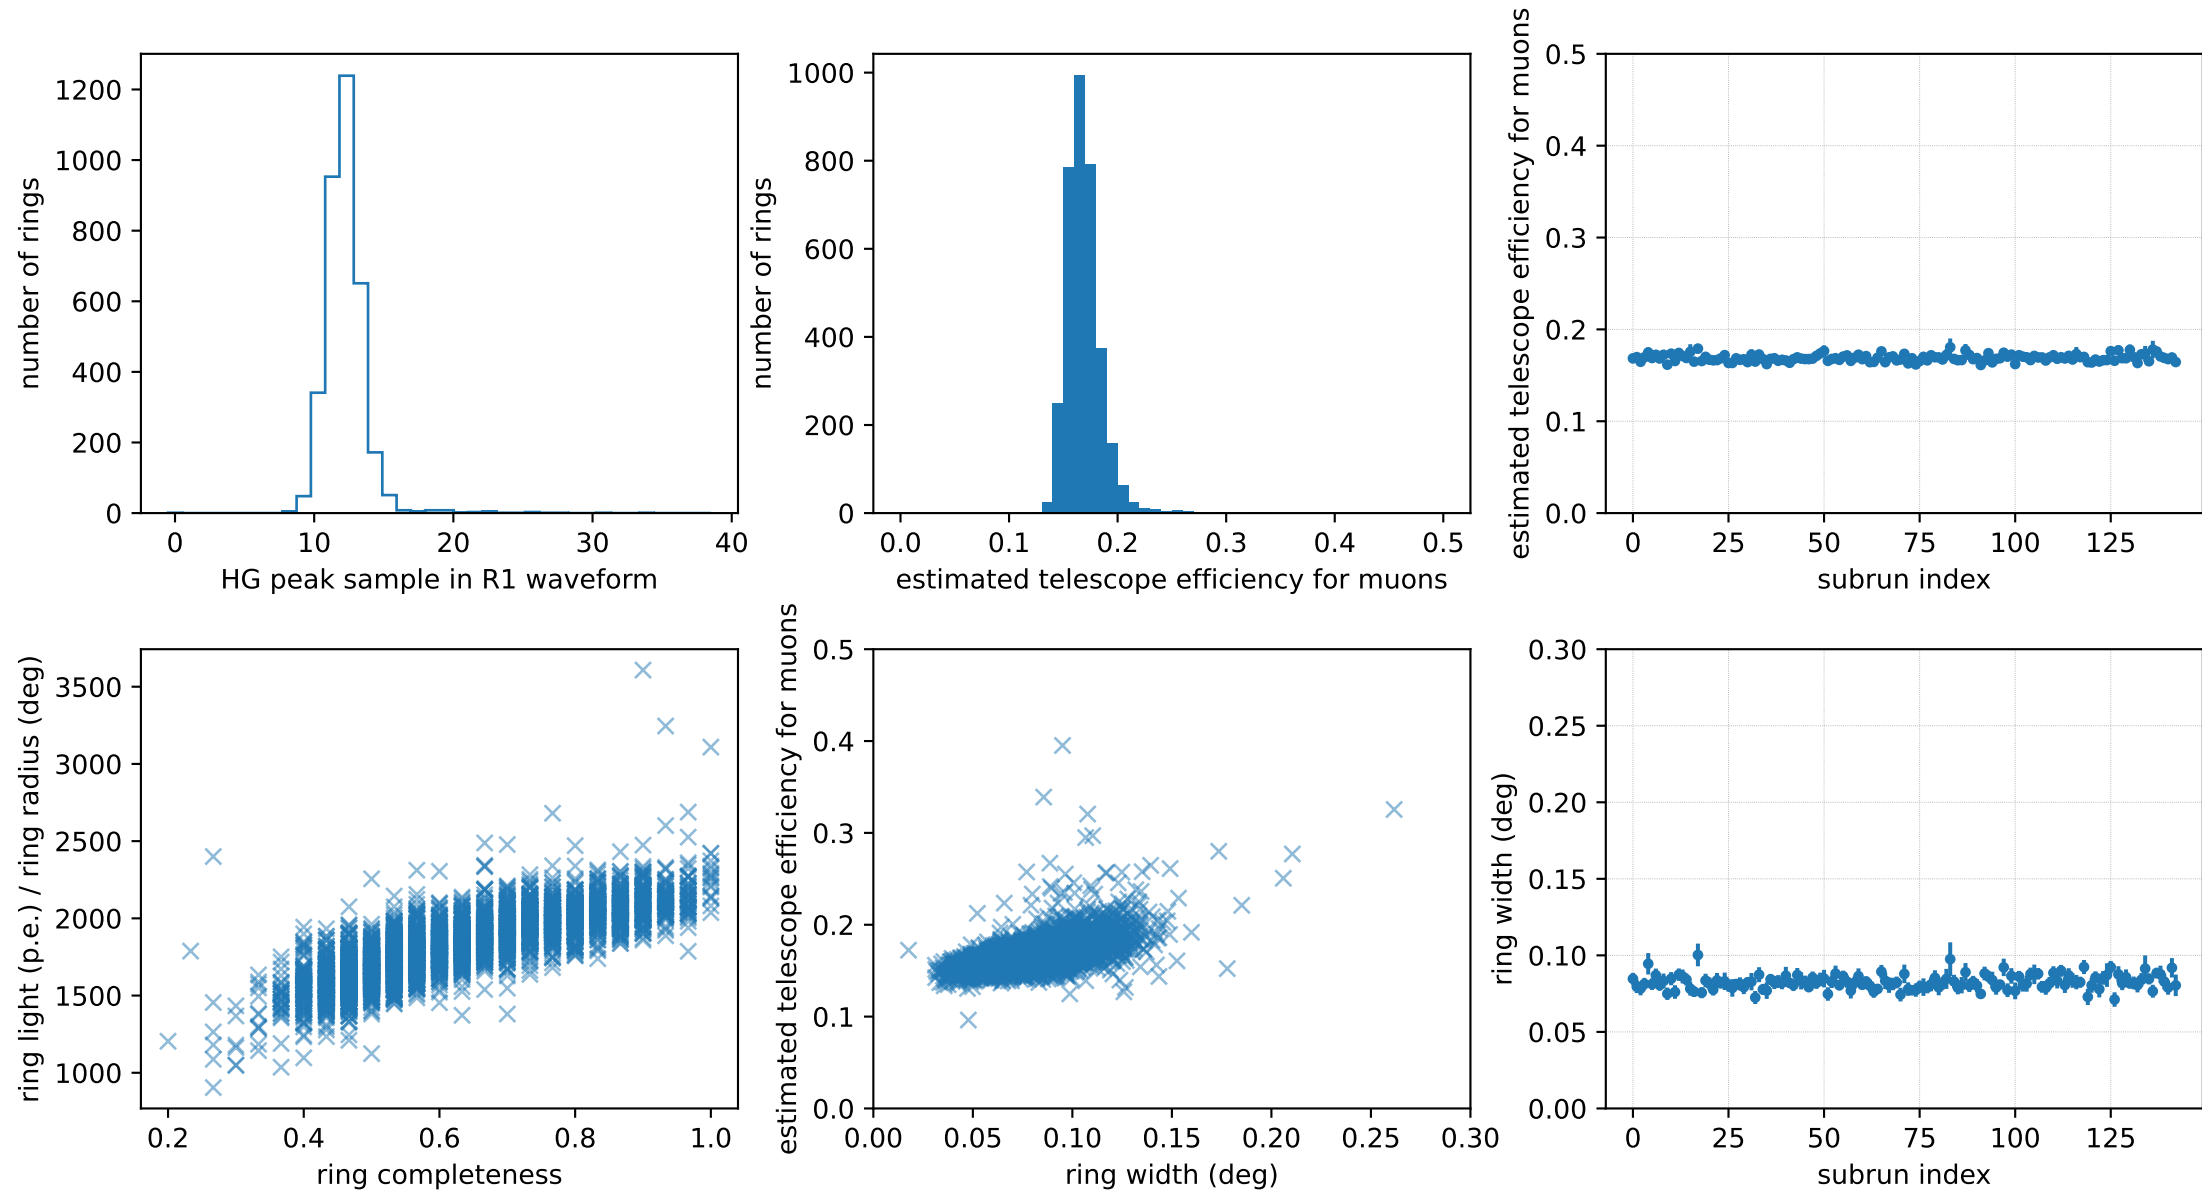 number of rings
1200
1000
800
600
400
200
0
0 10 20 30 40
HG peak sample in R1 waveform
number of rings
1000
800
600
400
200
0
0.0 0.1 0.2 0.3 0.4 0.5
estimated telescope efficiency for muons
estimated telescope efficiency for muons
0.5
0.4
0.3
0.2
0.1
0.0
0 25 50 75 100 125
subrun index
ring light (p.e.) / ring radius (deg)
3500
3000
2500
2000
1500
1000
0.2 0.4 0.6 0.8 1.0
ring completeness
estimated telescope efficiency for muons
0.5
0.4
0.3
0.2
0.1
0.0
0.00 0.05 0.10 0.15 0.20 0.25 0.30
ring width (deg)
ring width (deg)
0.30
0.25
0.20
0.15
0.10
0.05
0.00
0 25 50 75 100 125
subrun index